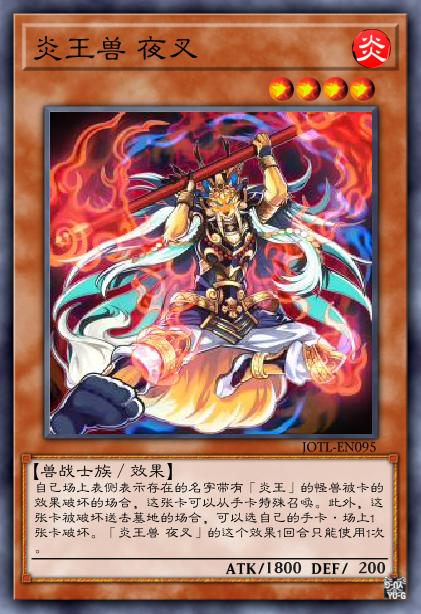 炎王兽 夜叉
炎
JOTL-EN095
【兽战士族／效果】
自己场上表侧表示存在的名字带有「炎王」的怪兽被卡的
效果破坏的场合，这张卡可以从手卡特殊召唤。此外，这
张卡被破坏送去墓地的场合，可以选自己的手卡·场上1
张卡破坏。「炎王兽 夜叉」的这个效果1回合只能使用1次
。
ATK/1800 DEF/ 200